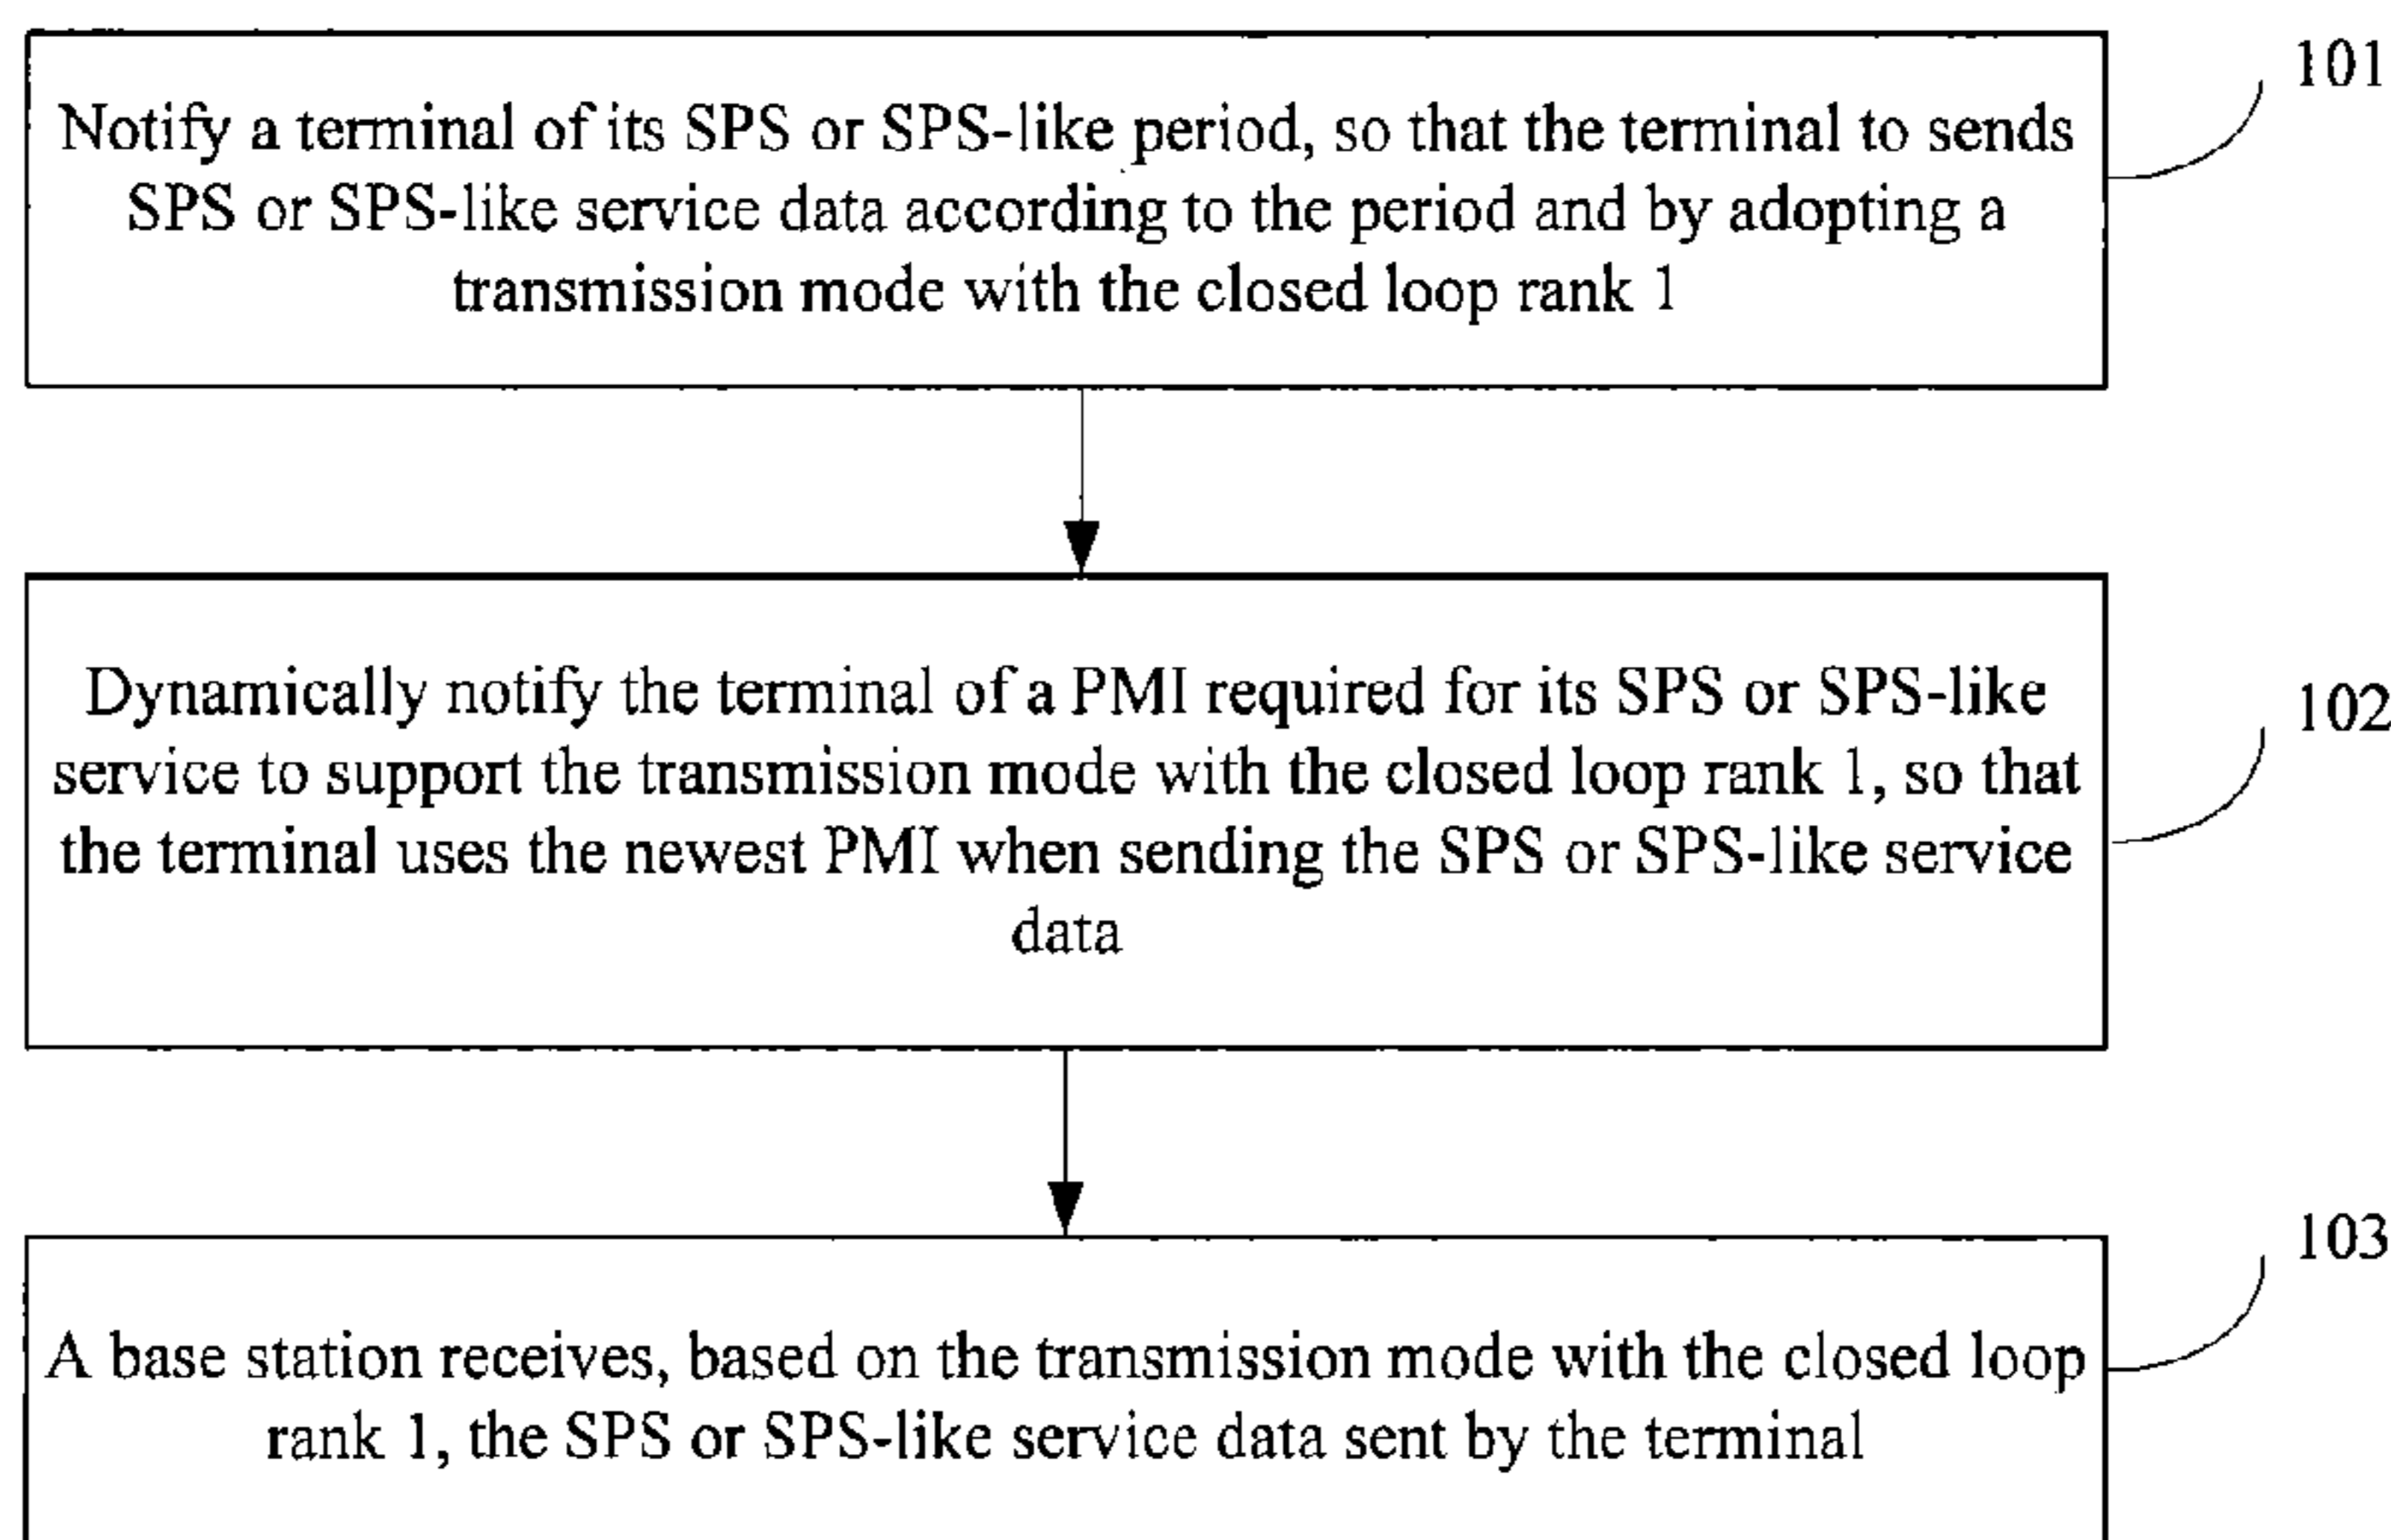 101
Notify a terminal of its SPS or SPS-like period, so that the terminal to sends
SPS or SPS-like service data according to the period and by adopting a
transmission mode with the closed loop rank 1
Dynamically notify the terminal of a PMI required for its SPS or SPS-like
service to support the transmission mode with the closed loop rank 1, so that
the terminal uses the newest PMI when sending the SPS or SPS-like service
data
102
A base station receives, based on the transmission mode with the closed loop
rank 1, the SPS or SPS-like service data sent by the terminal
103